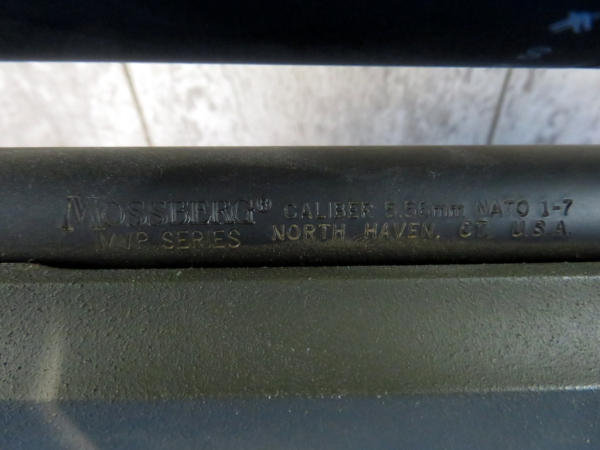 MOSSBERG® CALIBER 5.56mm NATO 1-7
MVP SERIES NORTH HAVEN, CT. U.S.A.